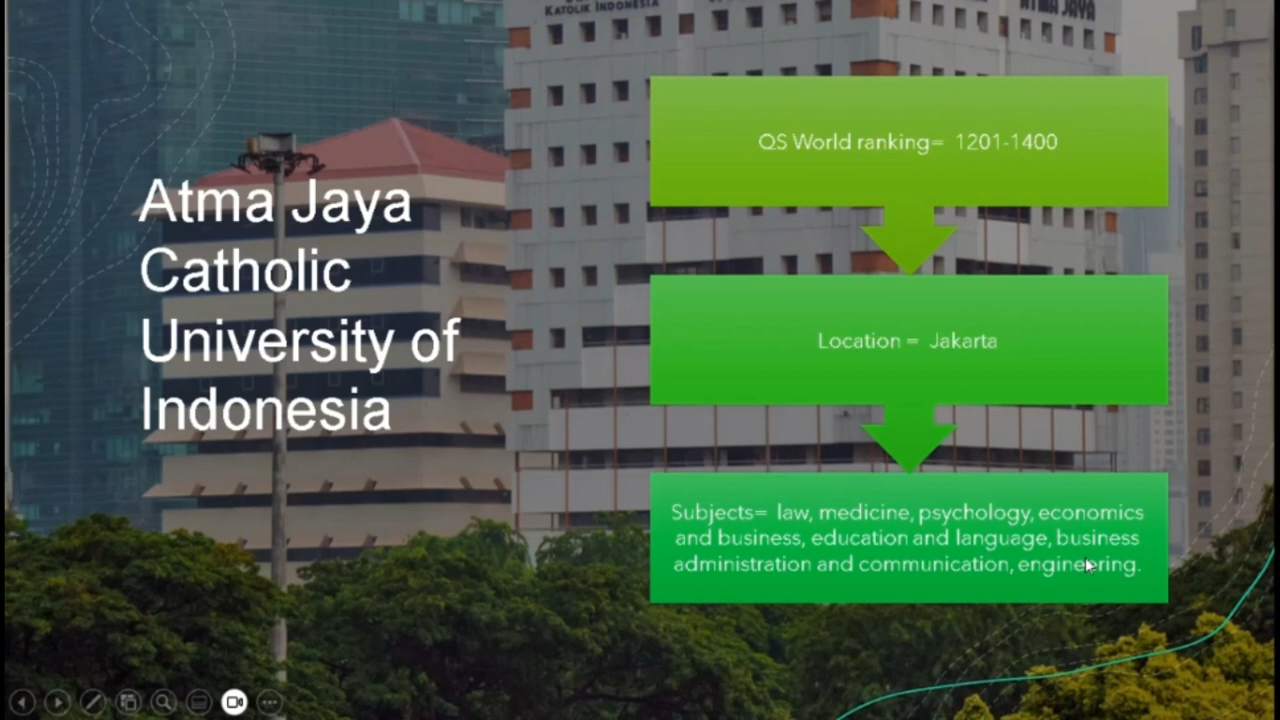 KATOLIK INDONESIA
ATMA JAYA
QS World ranking= 1201-1400
Atma Jaya
Catholic
University of
Indonesia
Location = Jakarta
Subjects= law, medicine, psychology, economics
and business, education and language, business
administration and communication, engineering.